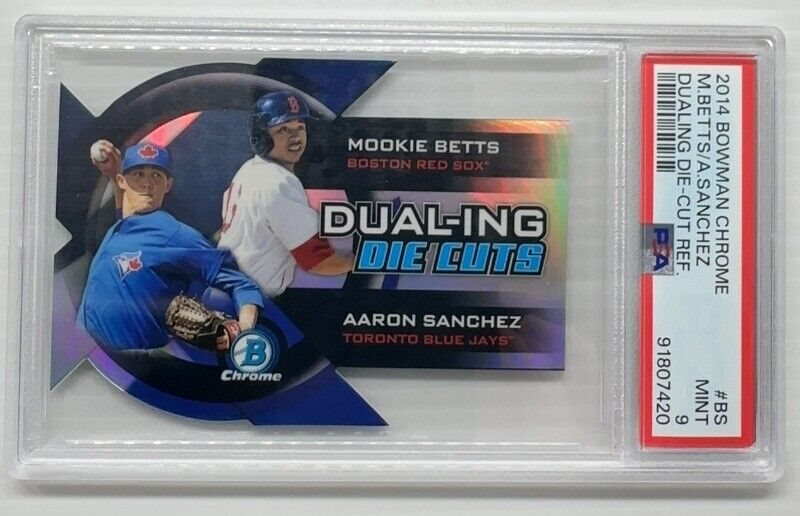 MOOKIE BETTS
BOSTON RED SOX®
DUAL-ING
DIE CUTS
AARON SANCHEZ
TORONTO BLUE JAYS®
B
Chrome
2014 BOWMAN CHROME
M.BETTS/A.SANCHEZ
DUALING DIE-CUT REF.
PSA
#BS
MINT 9
91807420